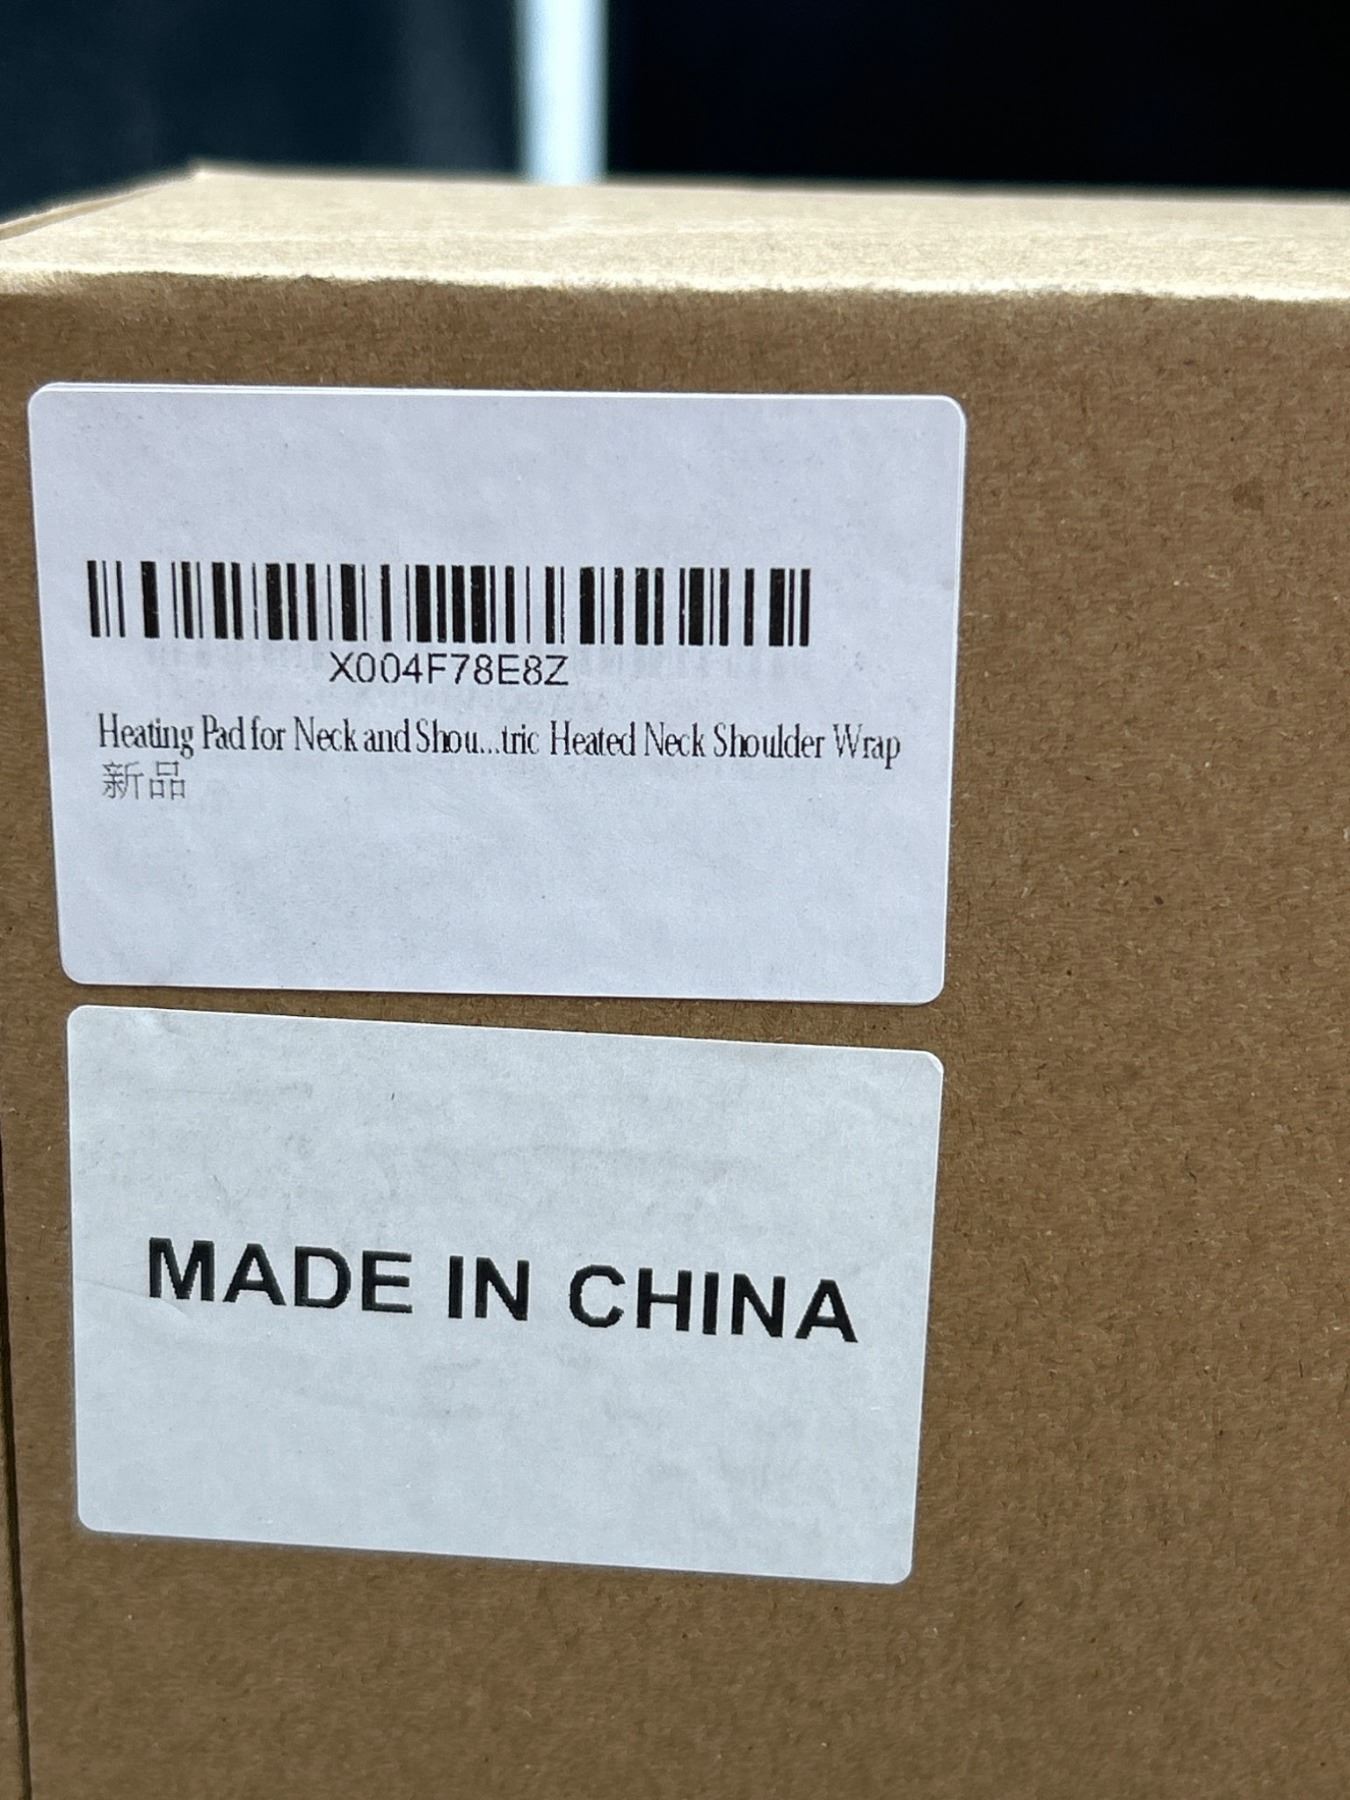 X004F78E8Z
Heating Pad for Neck and Shou...tric Heated Neck Shoulder Wrap
新品
MADE IN CHINA